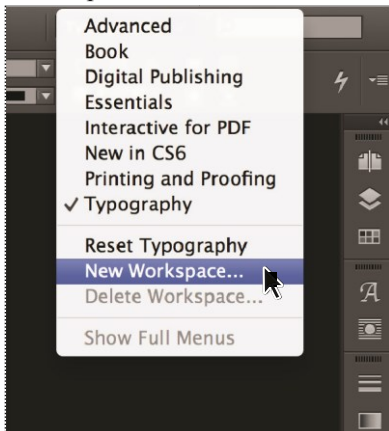 Advanced
Book
Digital Publishing
Essentials
Interactive for PDF
New in CS6
Printing and Proofing
✓ Typography
Reset Typography
New Workspace...
Delete Workspace...
Show Full Menus
A